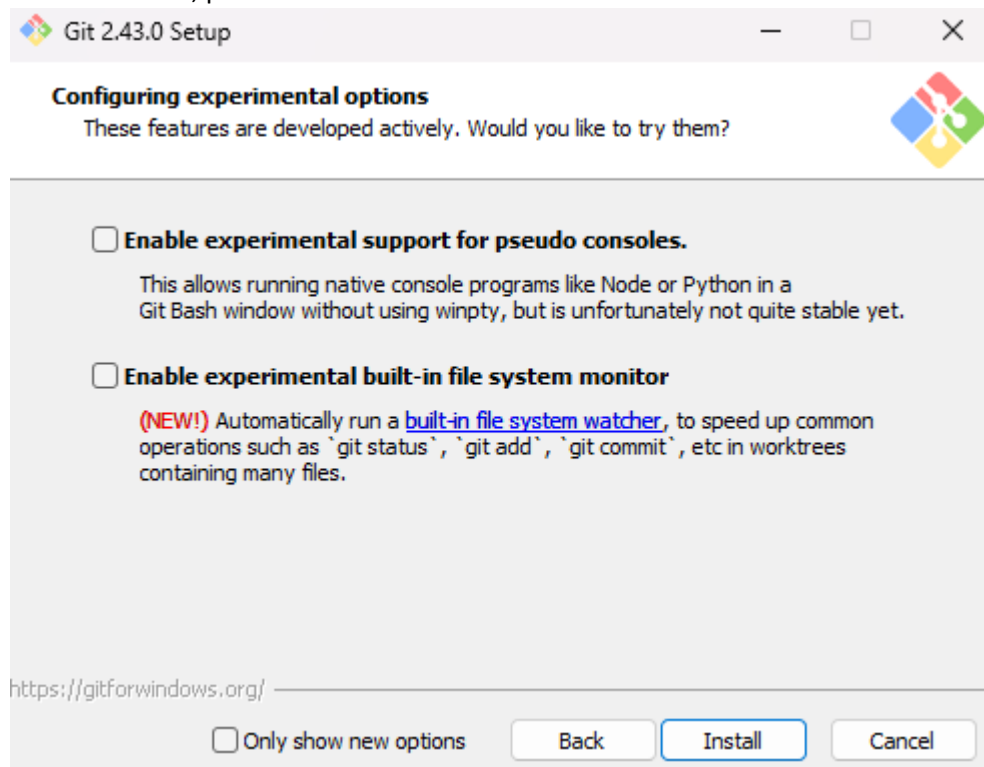 Git 2.43.0 Setup
Configuring experimental options
These features are developed actively. Would you like to try them?
Enable experimental support for pseudo consoles.
This allows running native console programs like Node or Python in a
Git Bash window without using winpty, but is unfortunately not quite stable yet.
Enable experimental built-in file system monitor
(NEW!) Automatically run a built-in file system watcher, to speed up common
operations such as `git status`, `git add`, `git commit`, etc in worktrees
containing many files.
https://gitforwindows.org/
Only show new options Back Install Cancel